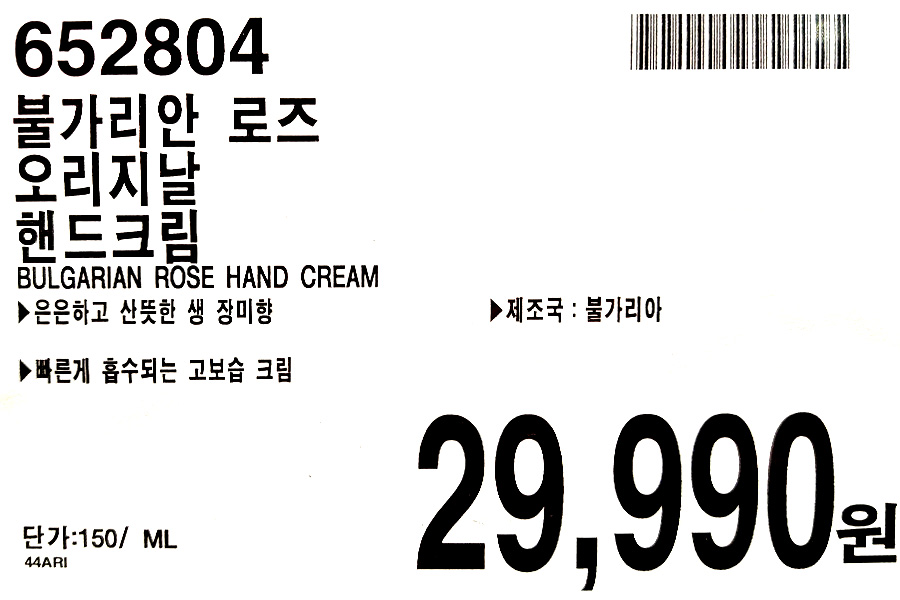 652804
불가리안 로즈
오리지날
핸드크림
BULGARIAN ROSE HAND CREAM
▶은은하고 산뜻한 생 장미향
▶제조국 : 불가리아
▶빠른게 흡수되는 고보습 크림
29,990원
단가:150/ ML
44ARI